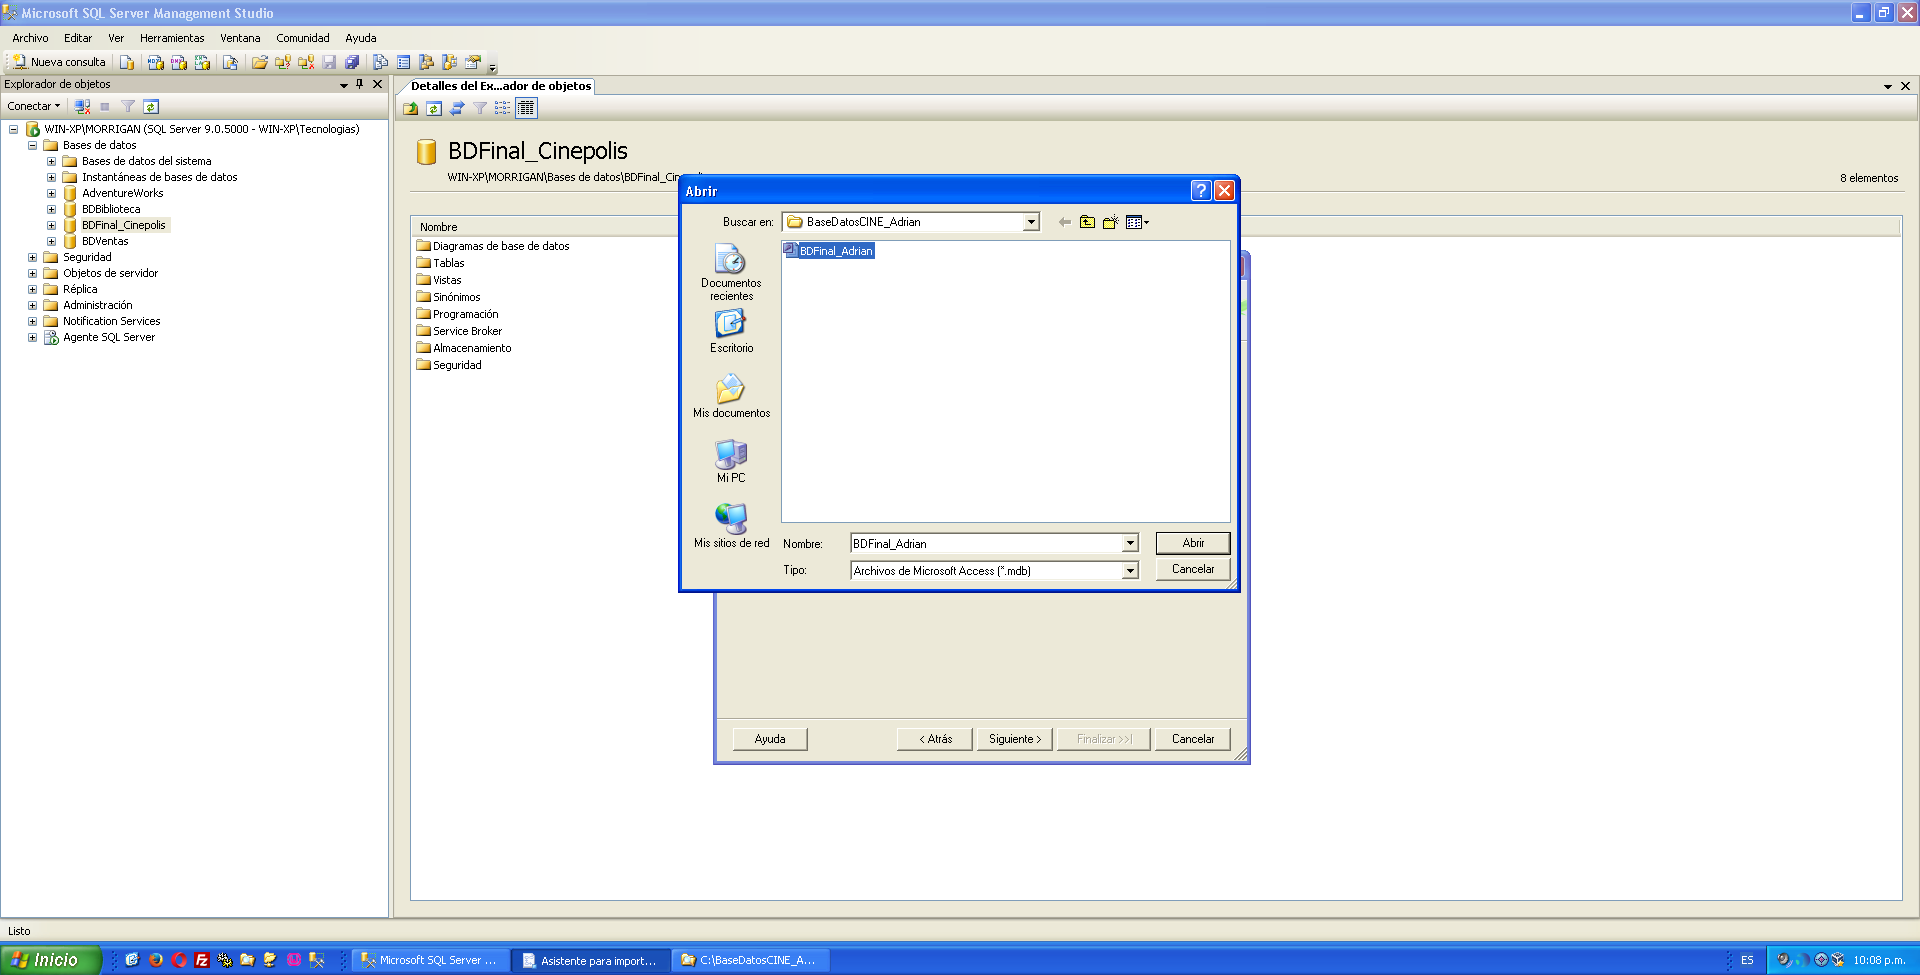 Microsoft SQL Server Management Studio
Archivo Editar Ver Herramientas Ventana Comunidad Ayuda
Nueva consulta
Explorador de objetos
Conectar
WIN-XP\MORRIGAN (SQL Server 9.0.5000 - WIN-XP\Tecnologias)
Bases de datos
Bases de datos del sistema
Instantáneas de bases de datos
AdventureWorks
BDBiblioteca
BDFinal_Cinepolis
BDVentas
Seguridad
Objetos de servidor
Réplica
Administración
Notification Services
Agente SQL Server
Detalles del Ex...ador de objetos
BDFinal_Cinepolis
WIN-XP\MORRIGAN\Bases de datos\BDFinal_Cin
8 elementos
Nombre
Diagramas de base de datos
Tablas
Vistas
Sinónimos
Programación
Service Broker
Almacenamiento
Seguridad
Abrir
Buscar en: BaseDatosCINE_Adrian
BDFinal_Adrian
Documentos
recientes
Escritorio
Mis documentos
Mi PC
Mis sitios de red
Nombre: BDFinal_Adrian Abrir
Tipo: Archivos de Microsoft Access (*.mdb) Cancelar
Ayuda < Atrás Siguiente > Finalizar >>| Cancelar
Listo
Inicio Microsoft SQL Server ... Asistente para import... C:\BaseDatosCINE_A... ES 10:08 p.m.